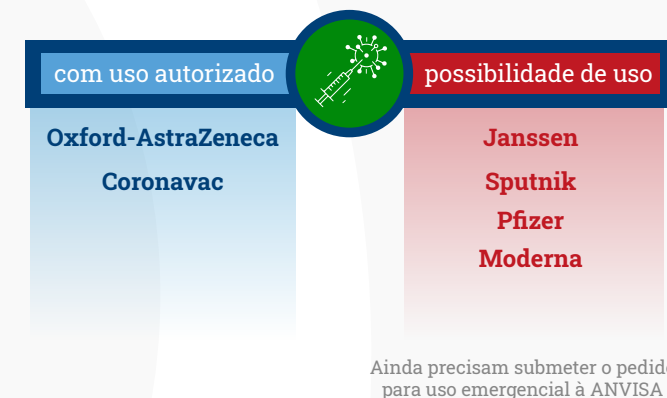 com uso autorizado
possibilidade de uso
Oxford-AstraZeneca
Coronavac
Janssen
Sputnik
Pfizer
Moderna
Ainda precisam submeter o pedido
para uso emergencial à ANVISA